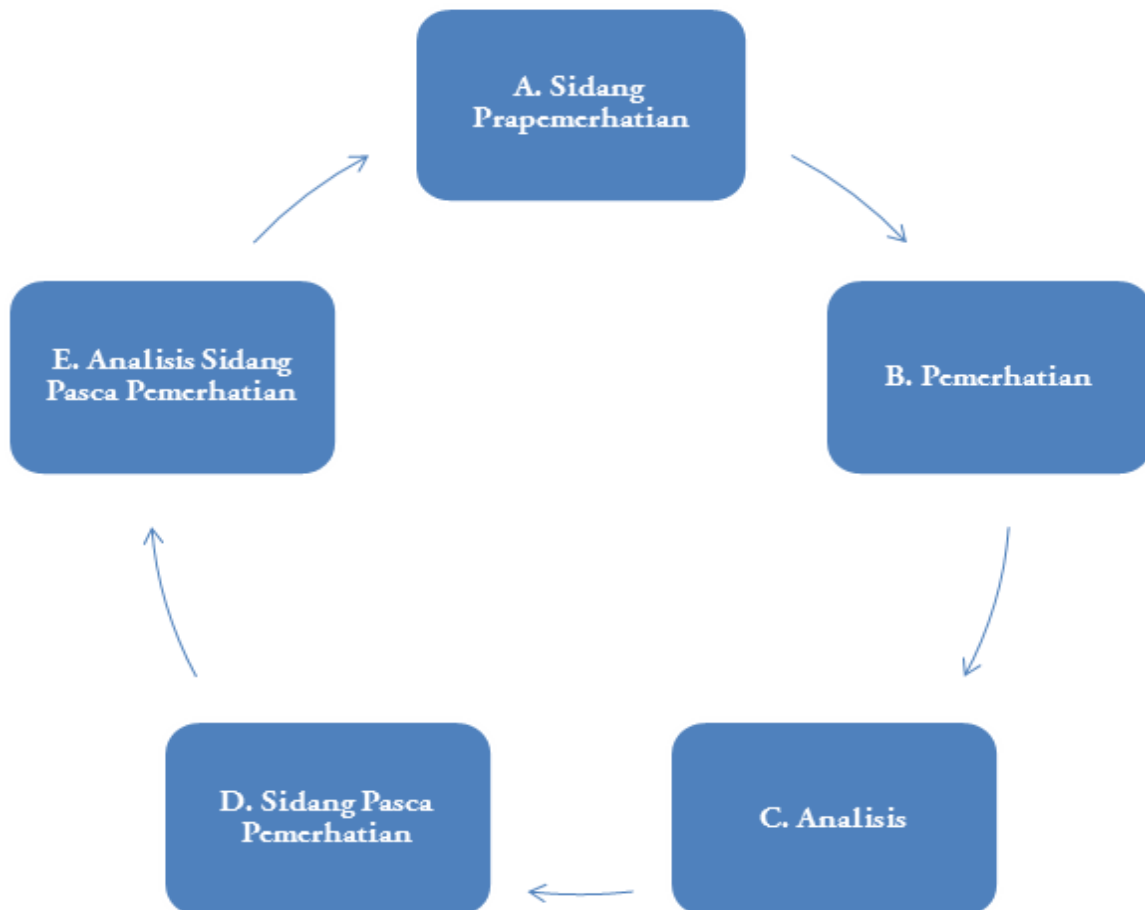 A. Sidang
Prapemerhatian
B. Pemerhatian
C. Analisis
D. Sidang Pasca
Pemerhatian
E. Analisis Sidang
Pasca Pemerhatian